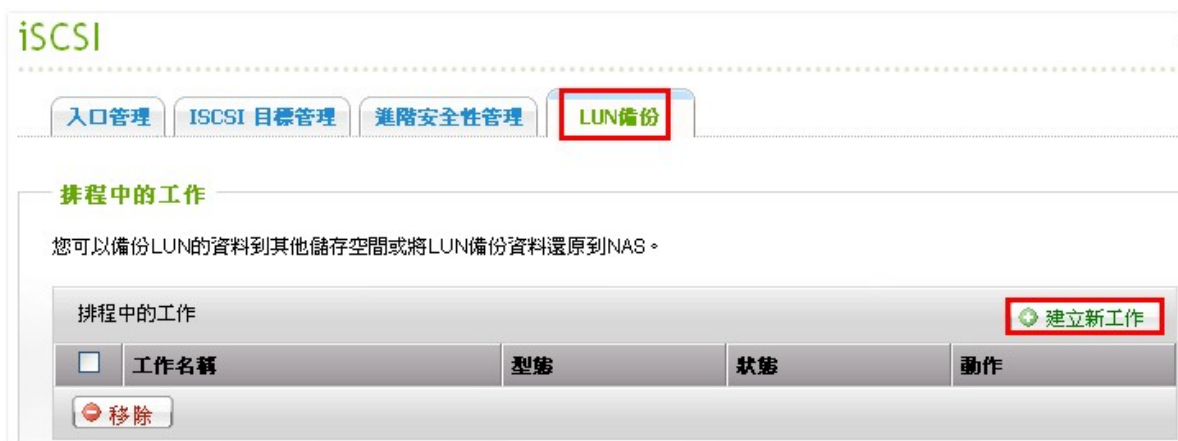 iSCSI
入口管理 ISCSI 目標管理 進階安全性管理 LUN備份
排程中的工作
您可以備份LUN的資料到其他儲存空間或將LUN備份資料還原到NAS。
排程中的工作 建立新工作
工作名稱 型態 狀態 動作
移除